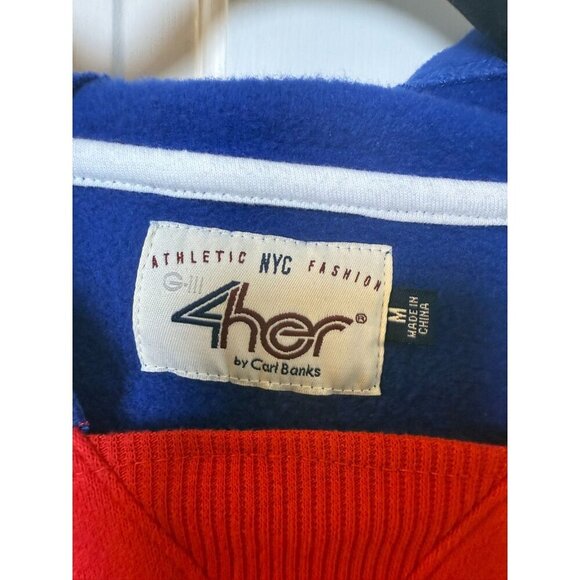 ATHLETIC NYC FASHION
G-III
4her®
by Carl Banks
M
MADE IN
CHINA